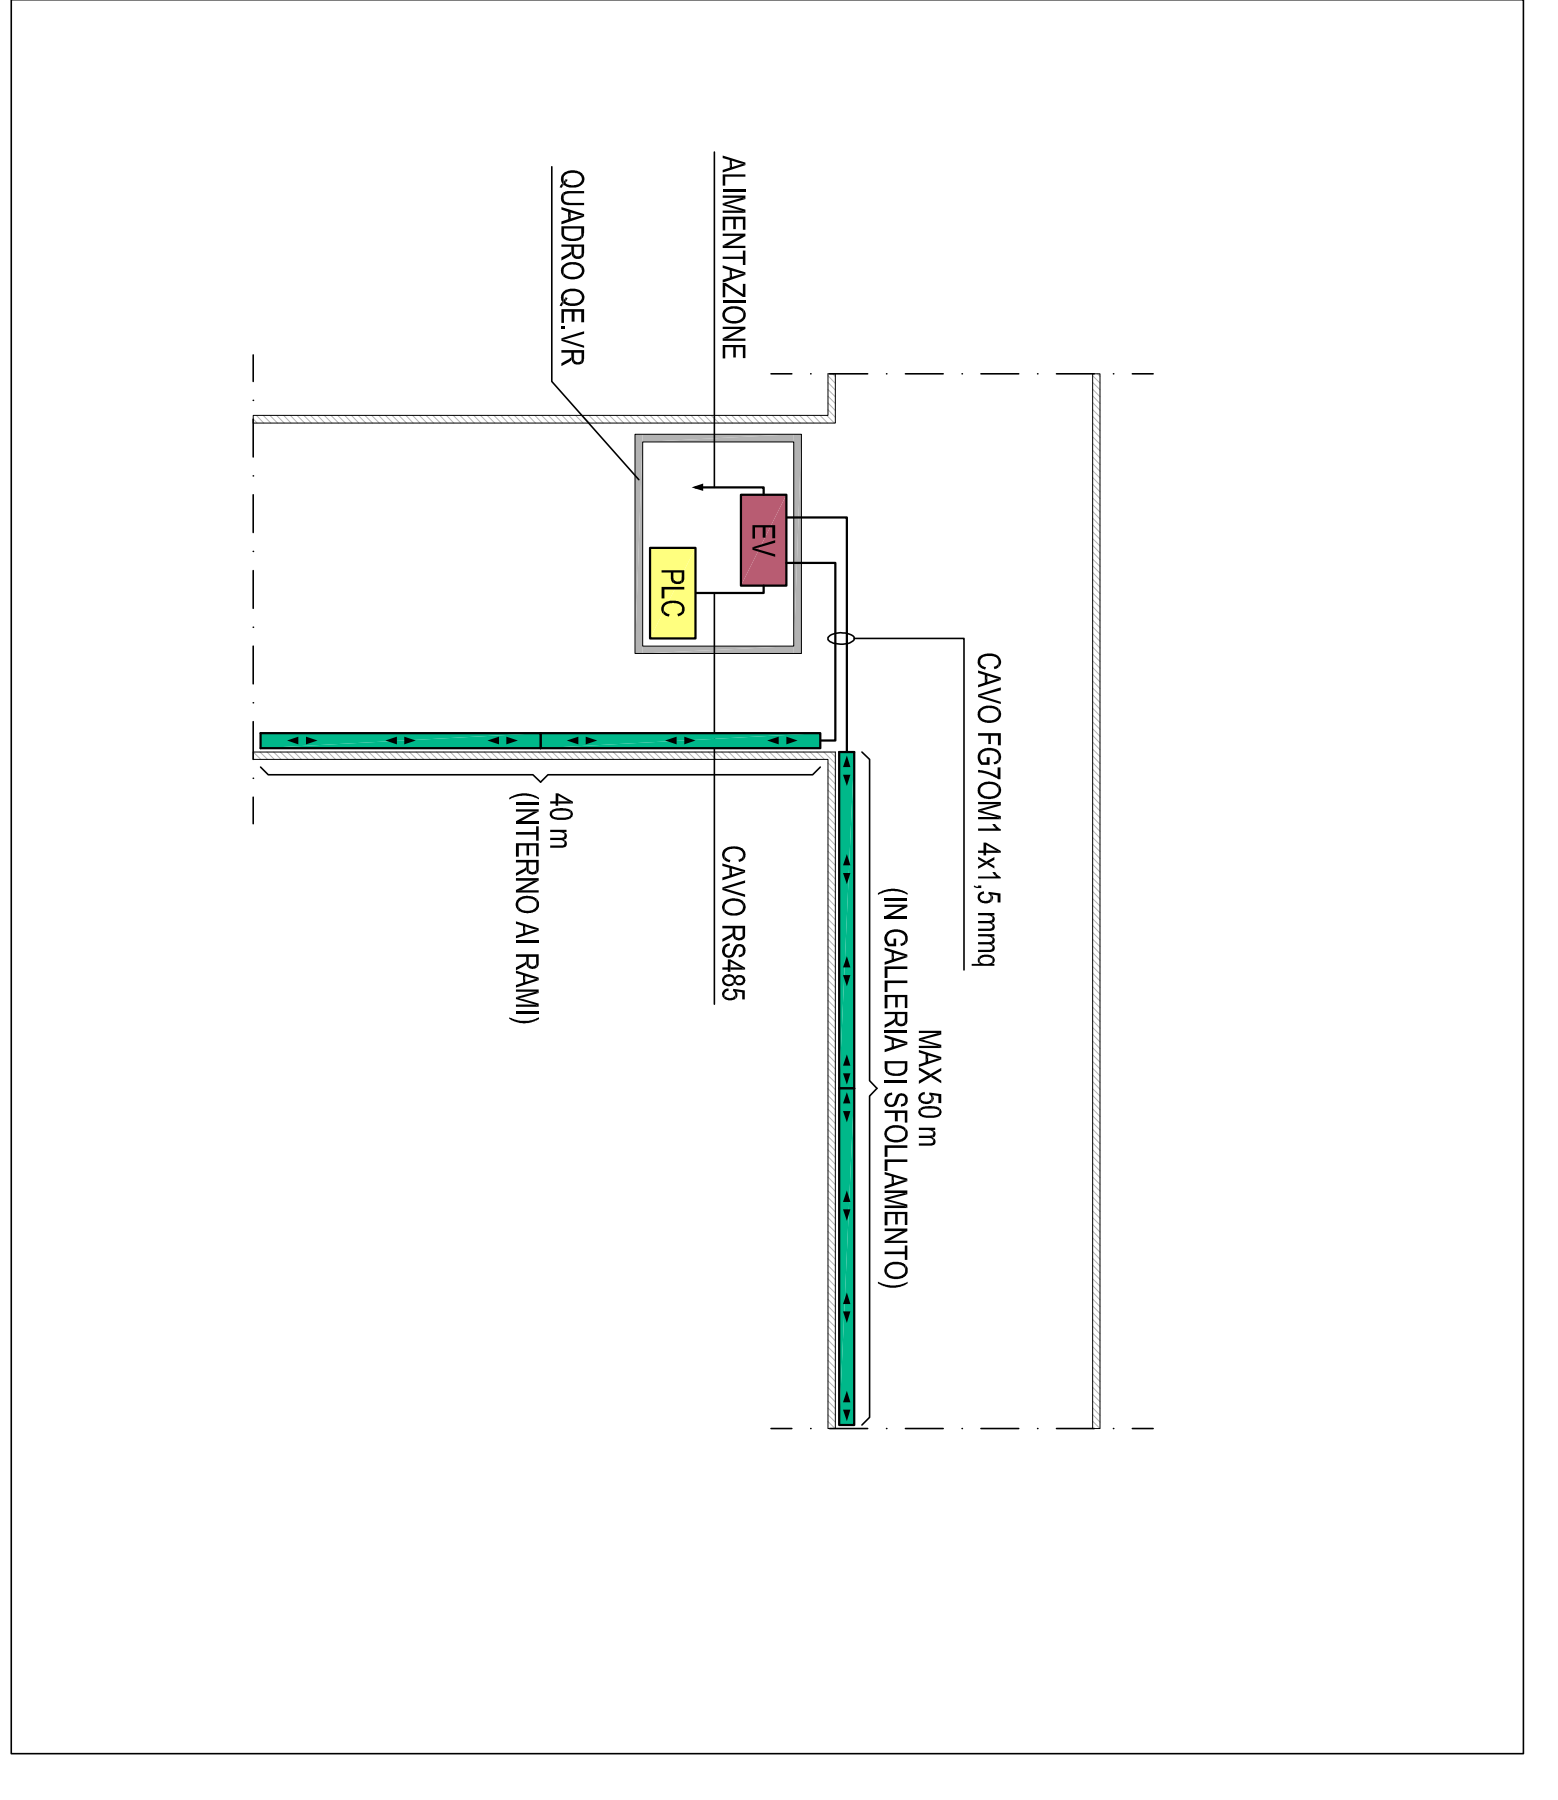 CAVO FG7OM1 4x1,5 mmq
MAX 50 m
(IN GALLERIA DI SFOLLAMENTO)
ALIMENTAZIONE
EV
CAVO RS485
PLC
QUADRO QE.VR
40 m
(INTERNO AI RAMI)